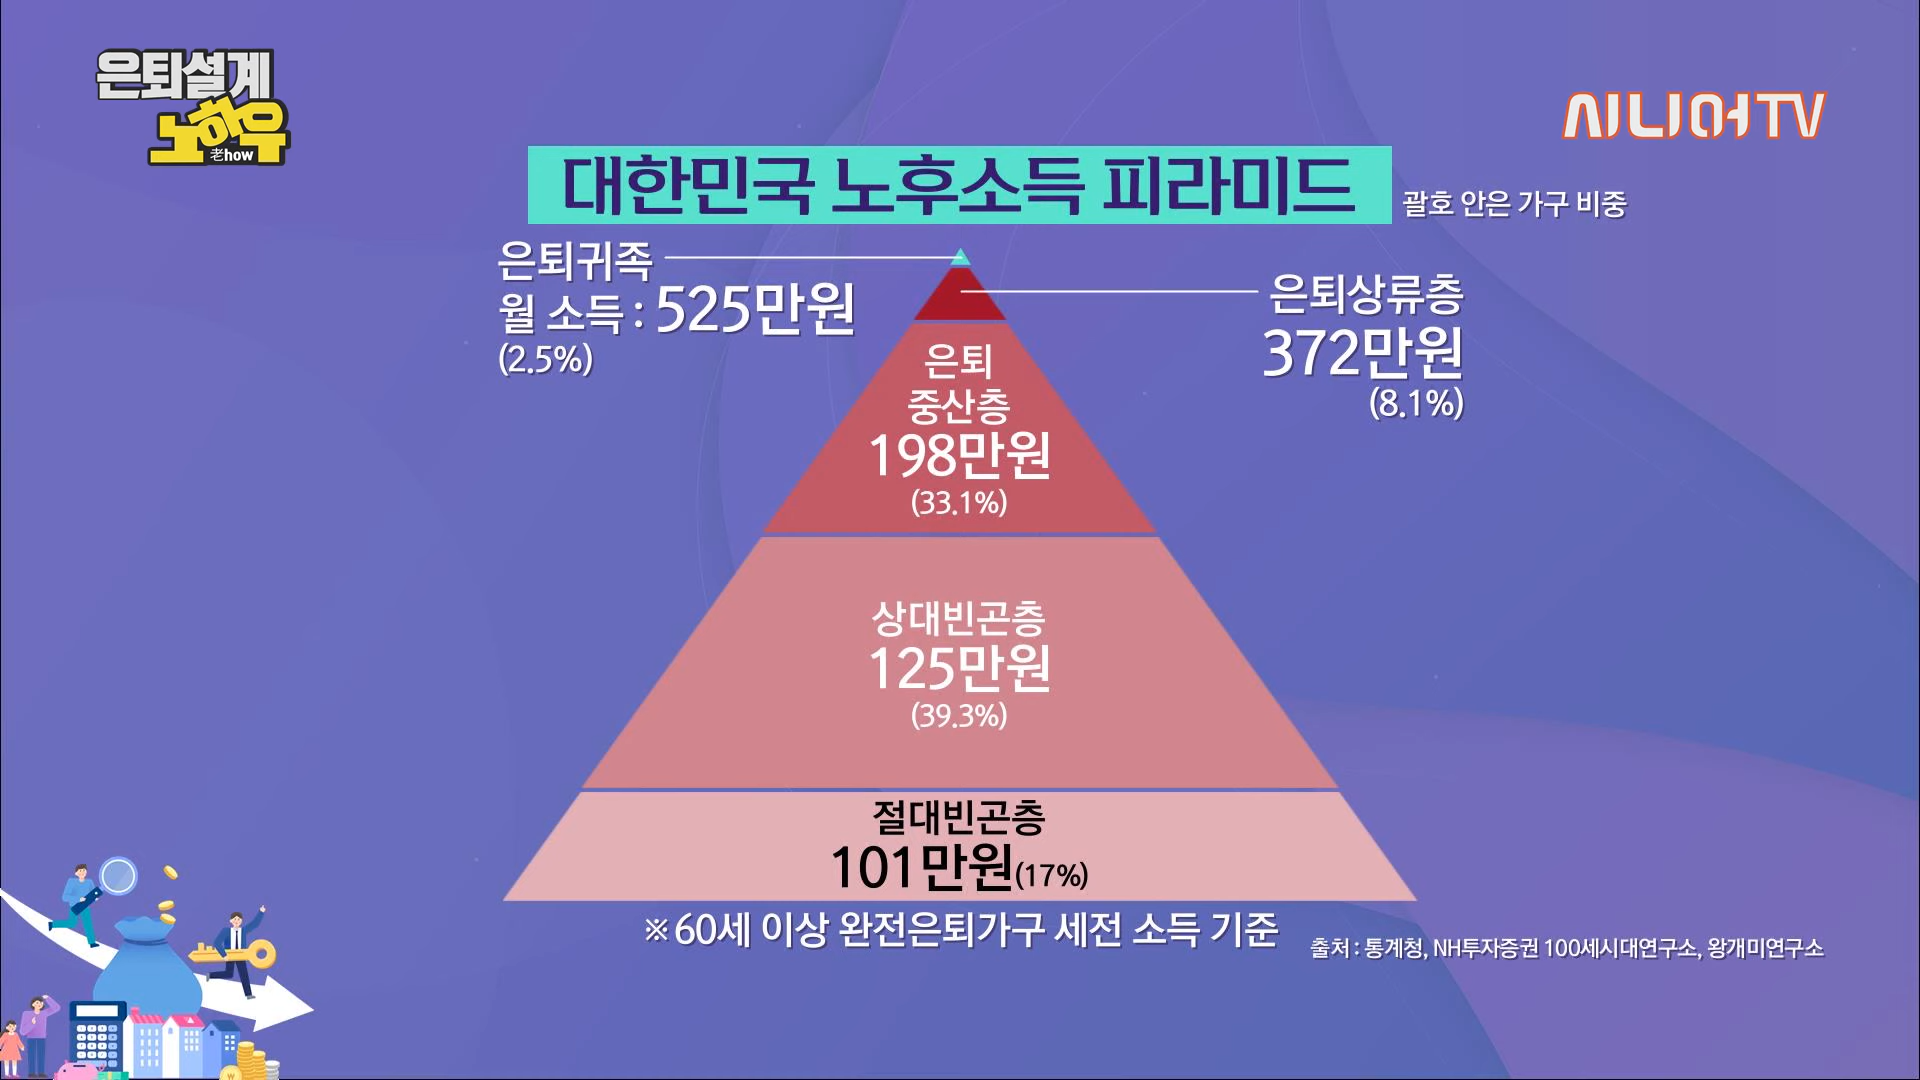 은퇴설계
노하우
老how
시니어TV
대한민국 노후소득 피라미드
괄호 안은 가구 비중
은퇴귀족
월 소득 : 525만원
(2.5%)
은퇴상류층
372만원
(8.1%)
은퇴
중산층
198만원
(33.1%)
상대빈곤층
125만원
(39.3%)
절대빈곤층
101만원(17%)
※60세 이상 완전은퇴가구 세전 소득 기준
출처 : 통계청, NH투자증권 100세시대연구소, 왕개미연구소
₩